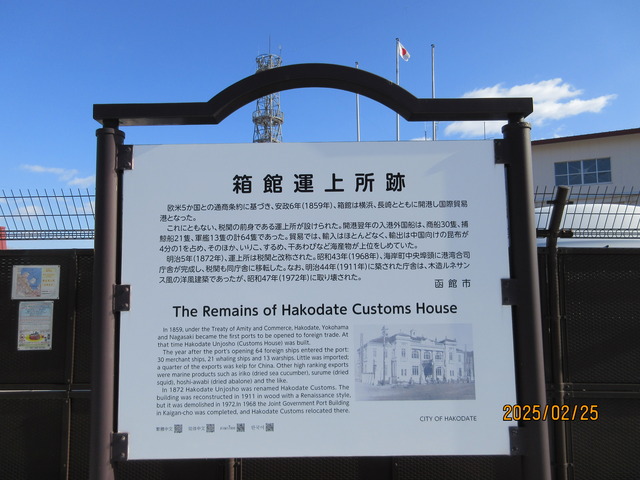 箱館運上所跡
欧米5か国との通商条約に基づき、安政6年(1859年)、箱館は横浜、長崎とともに開港し国際貿易
港となった。
これにともない、税関の前身である運上所が設けられた。開港翌年の入港外国船は、商船30隻、捕
鯨船21隻、軍艦13隻の計64隻であった。貿易では、輸入はほとんどなく、輸出は中国向けの昆布が
4分の1を占め、そのほか、いりこ、するめ、干あわびなど海産物が上位をしめていた。
明治5年(1872年)、運上所は税関と改称された。昭和43年(1968年)、海岸町中央埠頭に港湾合同
庁舎が完成し、税関も同庁舎に移転した。なお、明治44年(1911年)に築された庁舎は、木造ルネサン
ス風の洋風建築であったが、昭和47年(1972年)に取り壊された。
函館市
The Remains of Hakodate Customs House
In 1859, under the Treaty of Amity and Commerce, Hakodate, Yokohama
and Nagasaki became the first ports to be opened to foreign trade. At
that time Hakodate Unjosho (Customs House) was built.
The year after the port's opening 64 foreign ships entered the port:
30 merchant ships, 21 whaling ships and 13 warships. Little was imported;
a quarter of the exports was kelp for China. Other high ranking exports
were marine products such as iriko (dried sea cucumber), surume (dried
squid), hoshi-awabi (dried abalone) and the like.
In 1872 Hakodate Unjosho was renamed Hakodate Customs. The
building was reconstructed in 1911 in wood with a Renaissance style,
but it was demolished in 1972.In 1968 the Joint Government Port Building
in Kaigan-cho was completed, and Hakodate Customs relocated there.
CITY OF HAKODATE
繁體中文 简体中文 ภาษาไทย 한국어
2025/02/25